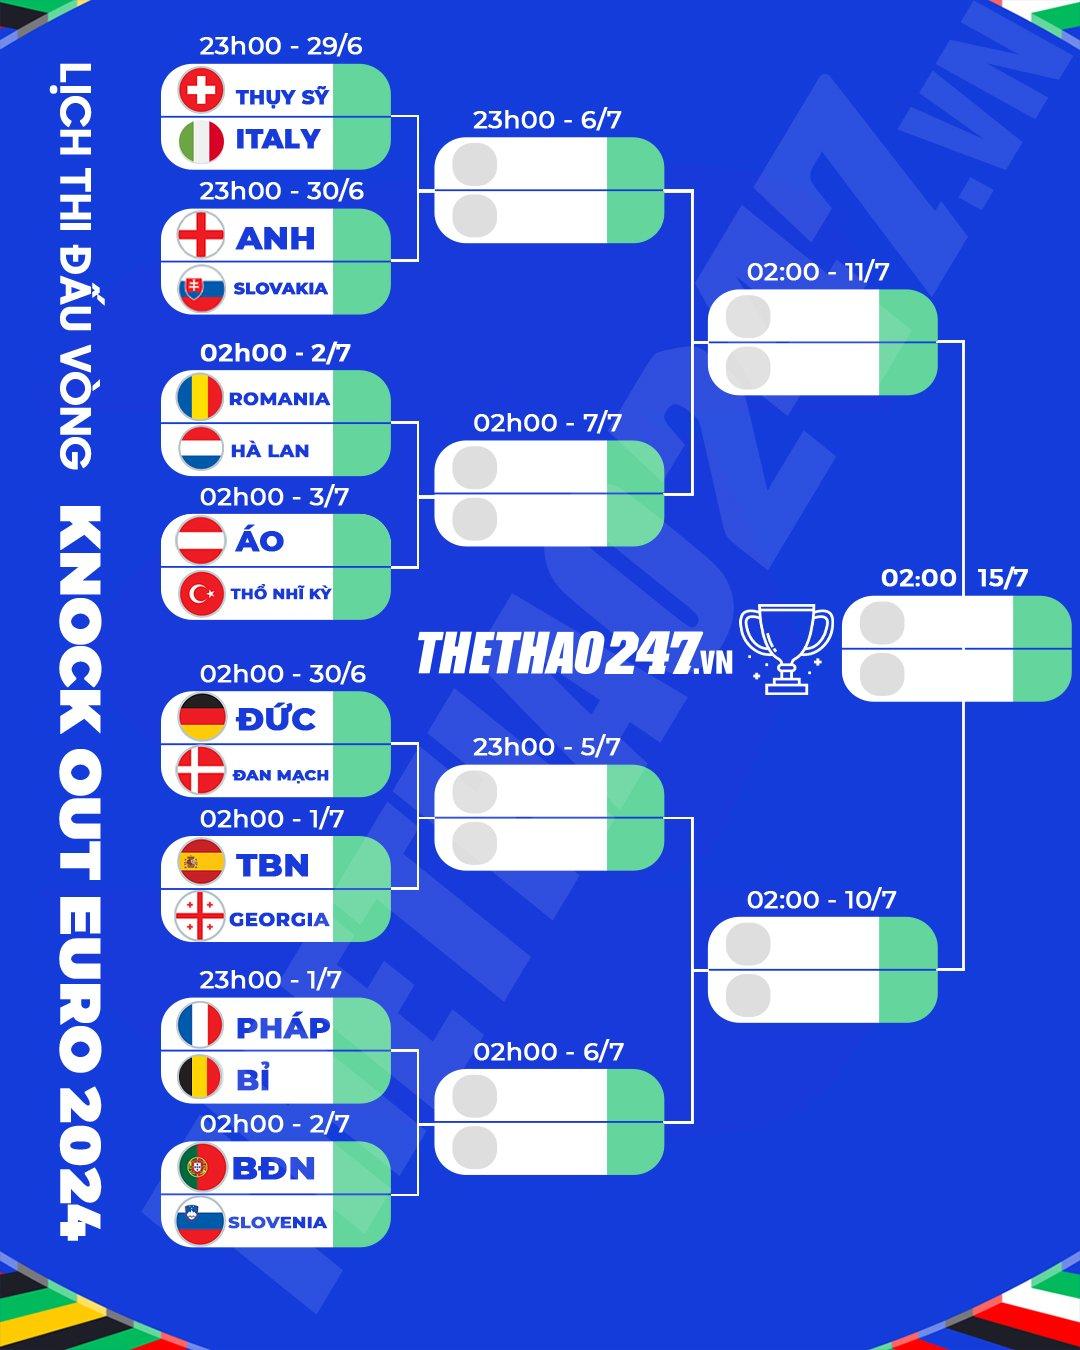 LỊCH THI ĐẤU VÒNG KNOCK OUT EURO 2024
23h00 - 29/6
THỤY SỸ
ITALY
23h00 - 30/6
ANH
SLOVAKIA
02h00 - 2/7
ROMANIA
HÀ LAN
02h00 - 3/7
ÁO
THỔ NHĨ KỲ
02h00 - 30/6
ĐỨC
ĐAN MẠCH
02h00 - 1/7
TBN
GEORGIA
23h00 - 1/7
PHÁP
BỈ
02h00 - 2/7
BĐN
SLOVENIA
23h00 - 6/7
02h00 - 7/7
23h00 - 5/7
02h00 - 6/7
02:00 - 11/7
02:00 - 10/7
02:00 15/7
THETHAO247.VN
THETHAO247.VN